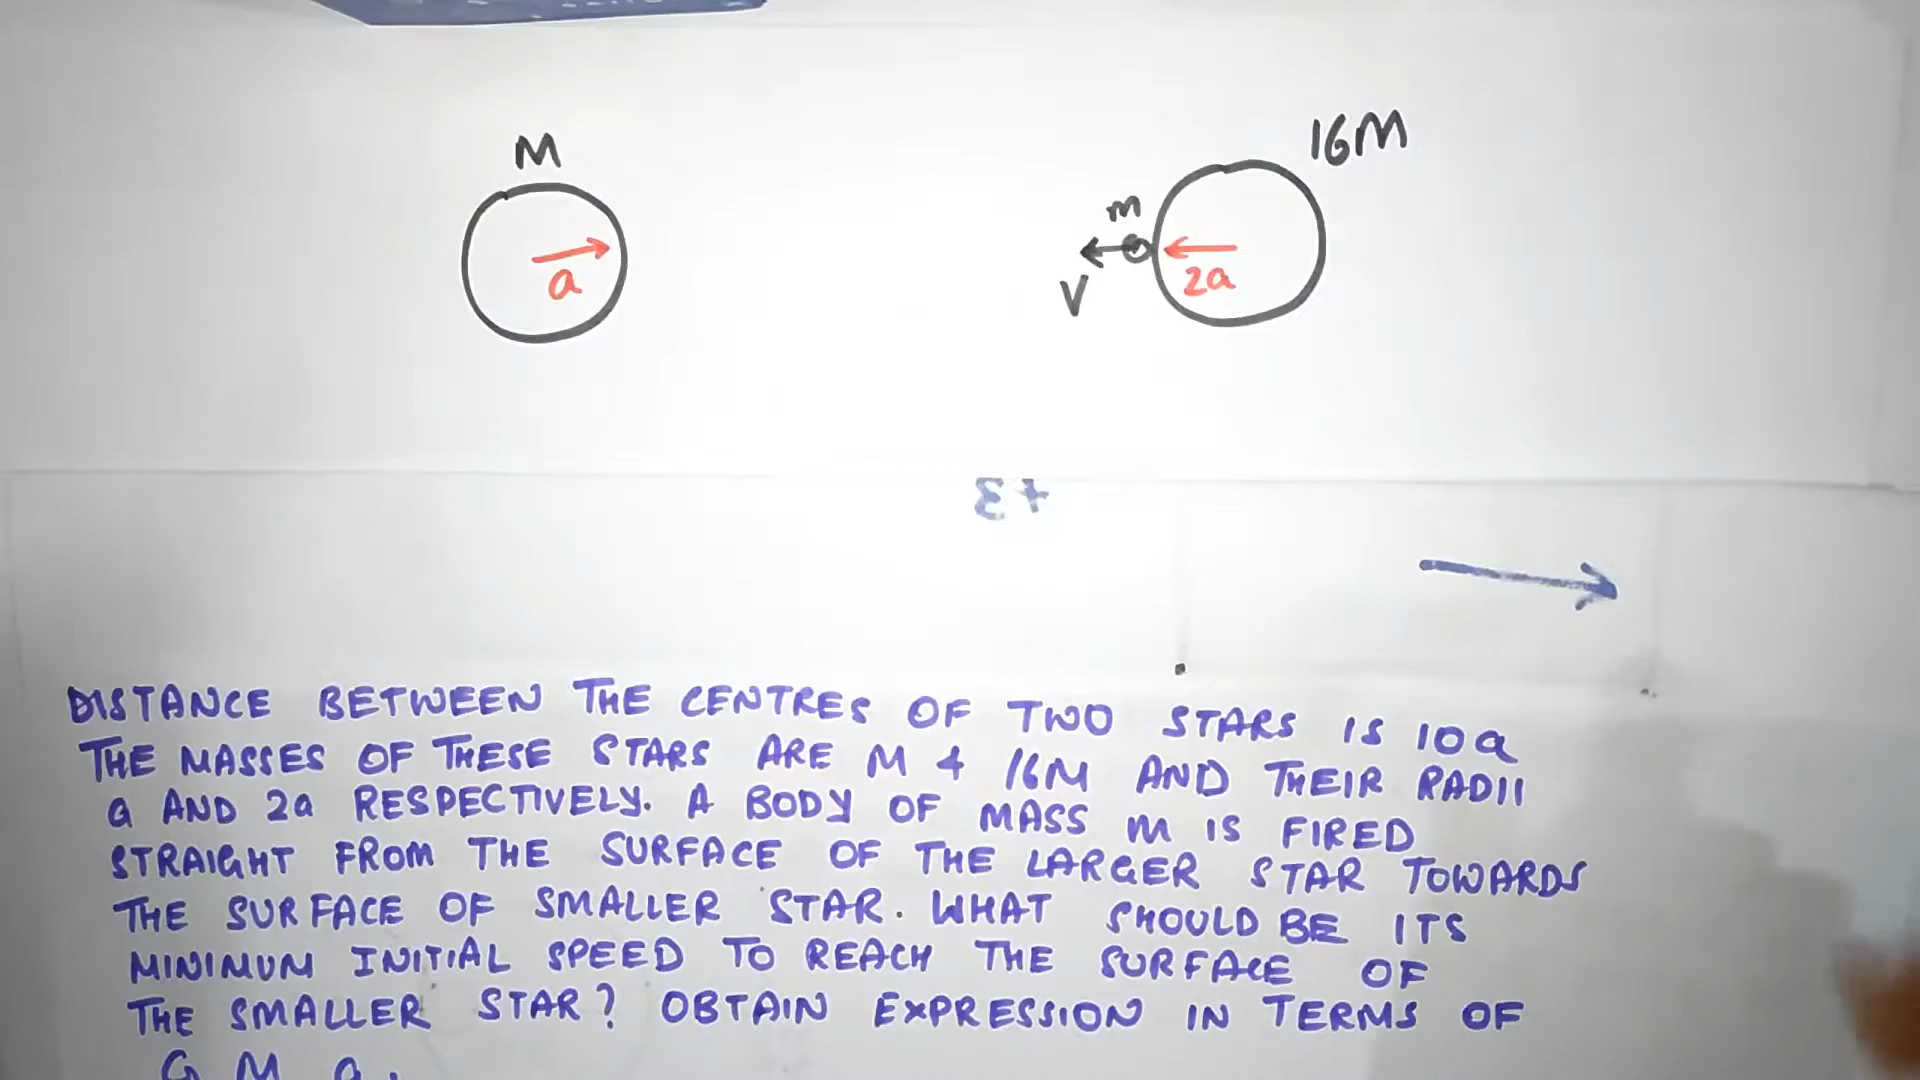 M
16M
m
a
2a
V
+3
DISTANCE BETWEEN THE CENTRES OF TWO STARS IS 10a
THE MASSES OF THESE STARS ARE M & 16M AND THEIR RADII
a AND 2a RESPECTIVELY. A BODY OF MASS m IS FIRED
STRAIGHT FROM THE SURFACE OF THE LARGER STAR TOWARDS
THE SURFACE OF SMALLER STAR. WHAT SHOULD BE ITS
MINIMUM INITIAL SPEED TO REACH THE SURFACE OF
THE SMALLER STAR? OBTAIN EXPRESSION IN TERMS OF
G M a.